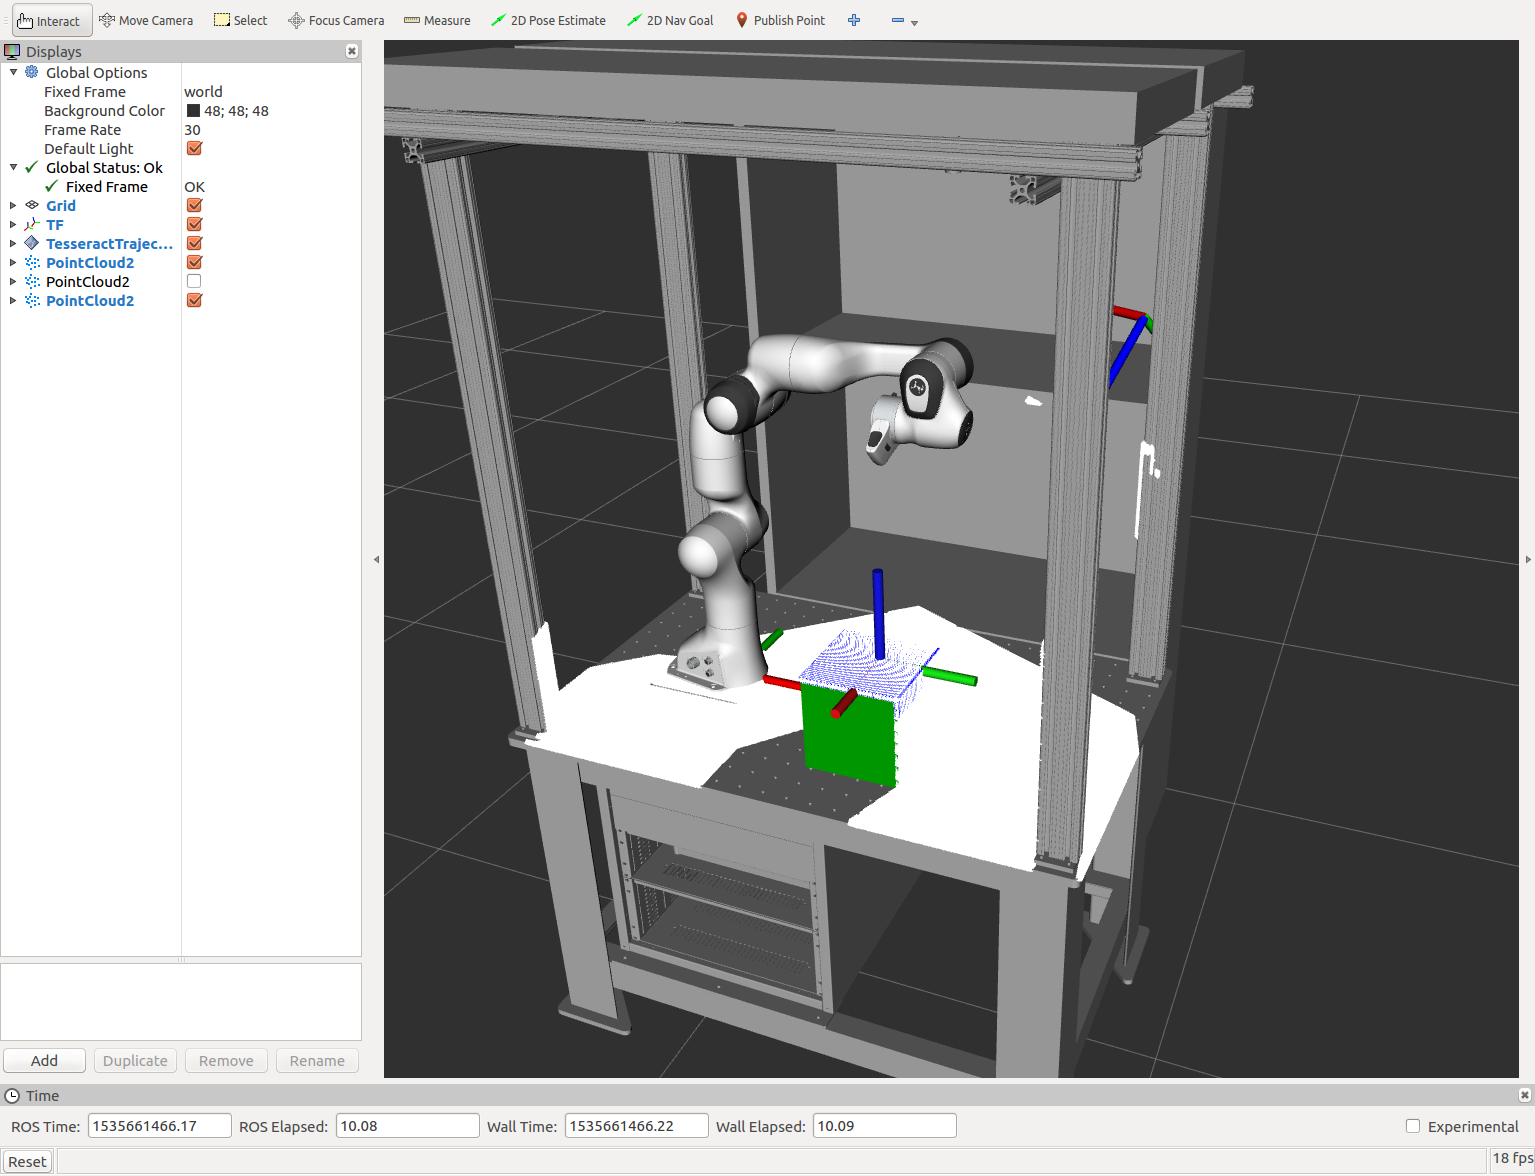 Interact Move Camera Select Focus Camera Measure 2D Pose Estimate 2D Nav Goal Publish Point
Displays
Global Options
Fixed Frame world
Background Color 48; 48; 48
Frame Rate 30
Default Light
Global Status: Ok
Fixed Frame OK
Grid
TF
TesseractTrajec...
PointCloud2
PointCloud2
PointCloud2
Add Duplicate Remove Rename
Time
ROS Time: 1535661466.17 ROS Elapsed: 10.08 Wall Time: 1535661466.22 Wall Elapsed: 10.09 Experimental
Reset 18 fps